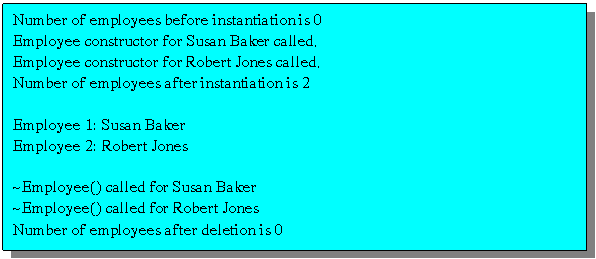 Number of employees before instantiation is 0
Employee constructor for Susan Baker called.
Employee constructor for Robert Jones called.
Number of employees after instantiation is 2
Employee 1: Susan Baker
Employee 2: Robert Jones
~Employee() called for Susan Baker
~Employee() called for Robert Jones
Number of employees after deletion is 0